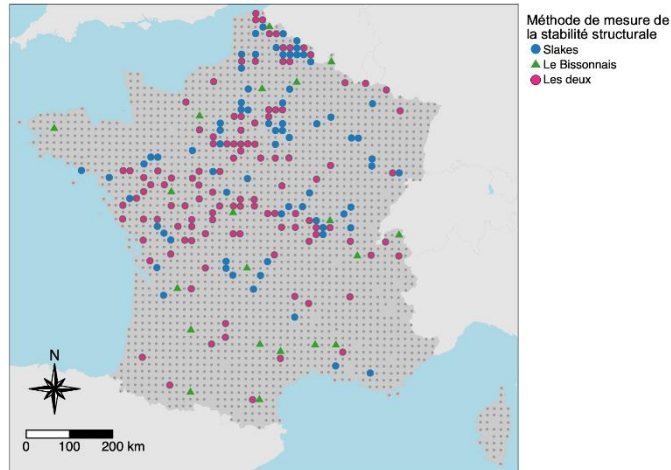 Méthode de mesure de
la stabilité structurale
Slakes
Le Bissonnais
Les deux
N
0 100 200 km